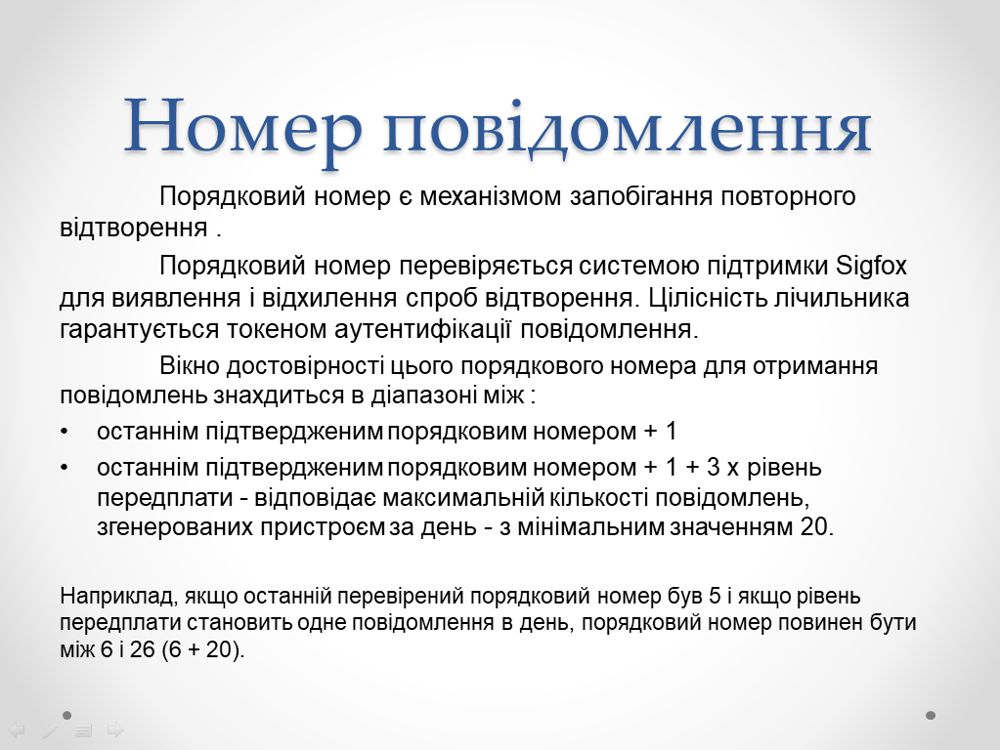 Номер повідомлення
Порядковий номер є механізмом запобігання повторного
відтворення .
Порядковий номер перевіряється системою підтримки Sigfox
для виявлення і відхилення спроб відтворення. Цілісність лічильника
гарантується токеном аутентифікації повідомлення.
Вікно достовірності цього порядкового номера для отримання
повідомлень знахдиться в діапазоні між :
• останнім підтвердженим порядковим номером + 1
• останнім підтвердженим порядковим номером + 1 + 3 x рівень
передплати - відповідає максимальній кількості повідомлень,
згенерованих пристроєм за день - з мінімальним значенням 20.
Наприклад, якщо останній перевірений порядковий номер був 5 і якщо рівень
передплати становить одне повідомлення в день, порядковий номер повинен бути
між 6 і 26 (6 + 20).